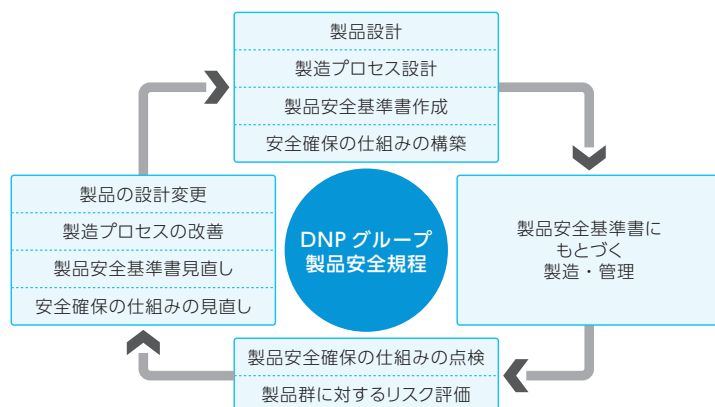 製品設計
製造プロセス設計
製品安全基準書作成
安全確保の仕組みの構築
製品の設計変更
製造プロセスの改善
製品安全基準書見直し
安全確保の仕組みの見直し
DNP グループ
製品安全規程
製品安全基準書に
もとづく
製造・管理
製品安全確保の仕組みの点検
製品群に対するリスク評価